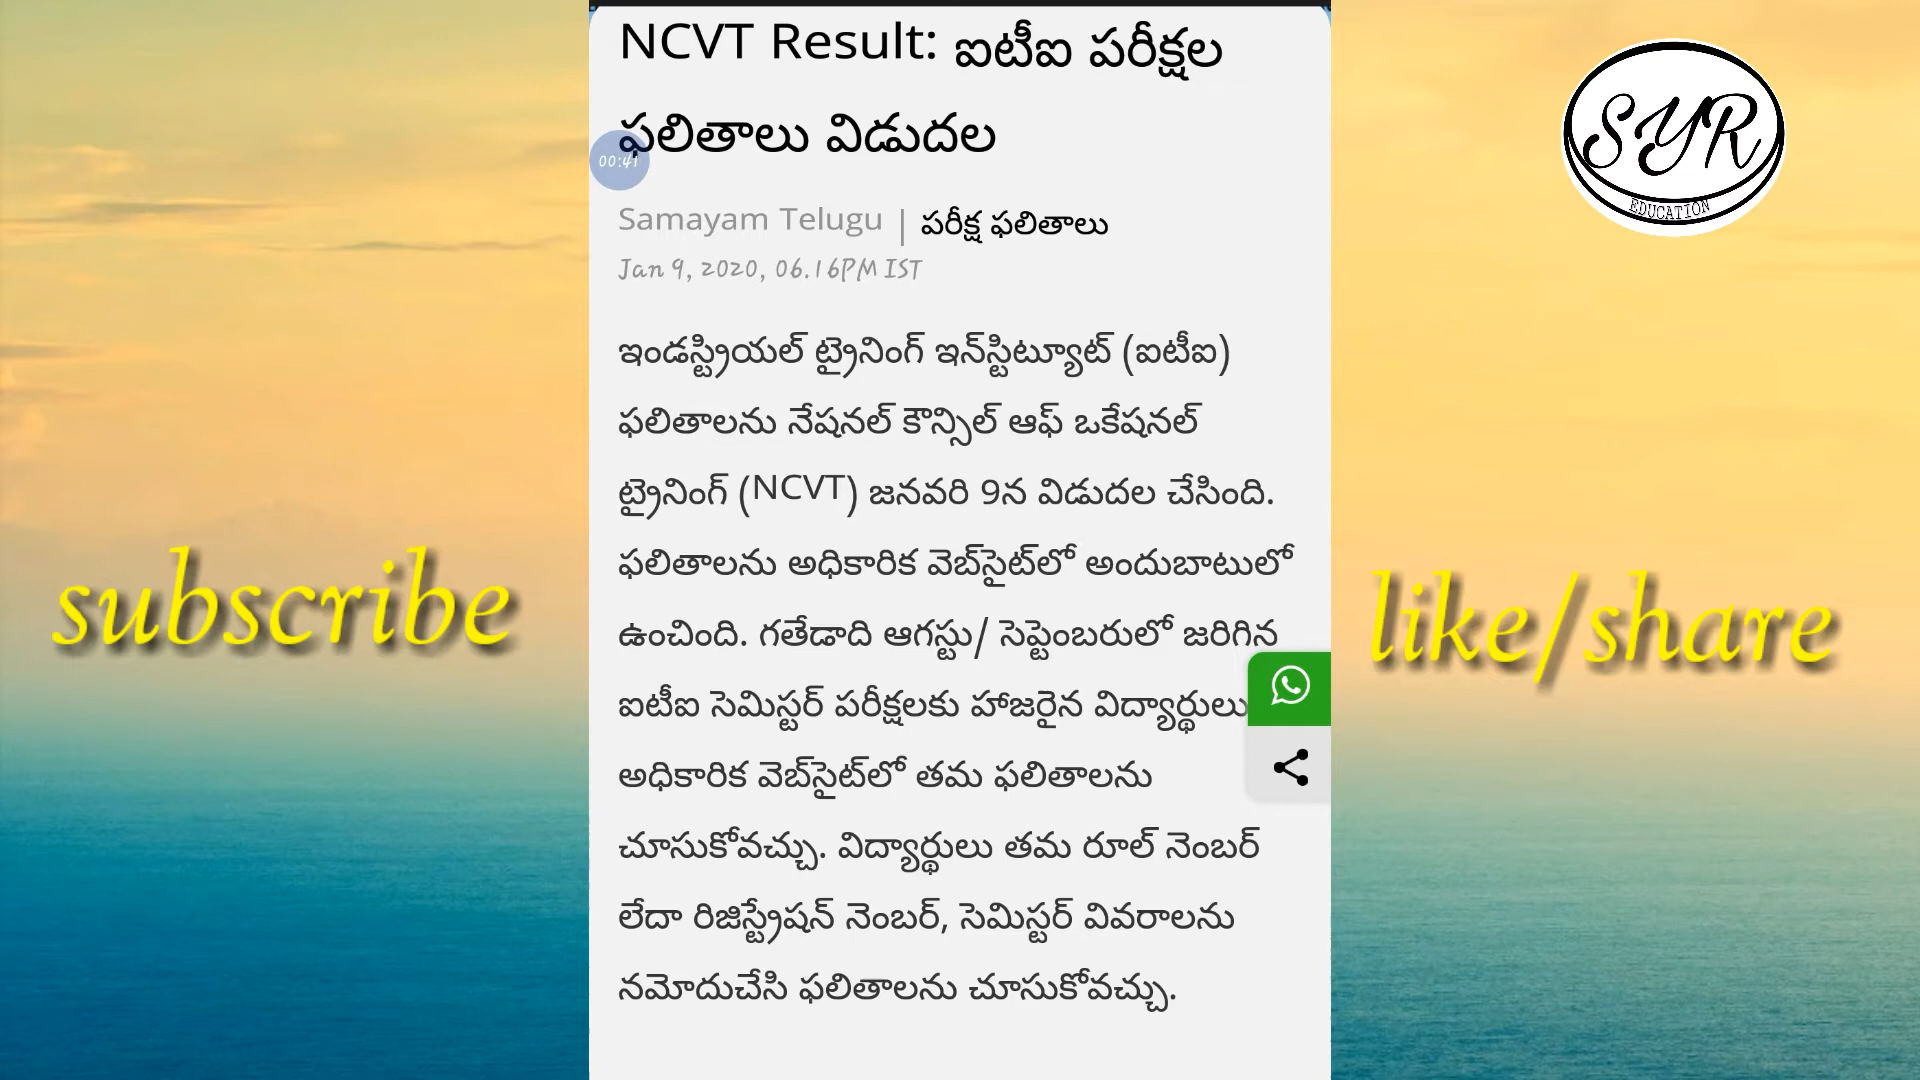 NCVT Result: ఐటీఐ పరీక్షల
ఫలితాలు విడుదల
00:41
Samayam Telugu | పరీక్ష ఫలితాలు
Jan 9, 2020, 06.16PM IST
ఇండస్ట్రియల్ ట్రైనింగ్ ఇన్‌స్టిట్యూట్ (ఐటీఐ)
ఫలితాలను నేషనల్ కౌన్సిల్ ఆఫ్ ఒకేషనల్
ట్రైనింగ్ (NCVT) జనవరి 9న విడుదల చేసింది.
ఫలితాలను అధికారిక వెబ్‌సైట్‌లో అందుబాటులో
ఉంచింది. గతేడాది ఆగస్టు/ సెప్టెంబరులో జరిగిన
ఐటీఐ సెమిస్టర్ పరీక్షలకు హాజరైన విద్యార్థులు
అధికారిక వెబ్‌సైట్‌లో తమ ఫలితాలను
చూసుకోవచ్చు. విద్యార్థులు తమ రూల్ నెంబర్
లేదా రిజిస్ట్రేషన్ నెంబర్, సెమిస్టర్ వివరాలను
నమోదుచేసి ఫలితాలను చూసుకోవచ్చు.
subscribe
like/share
SYR
EDUCATION